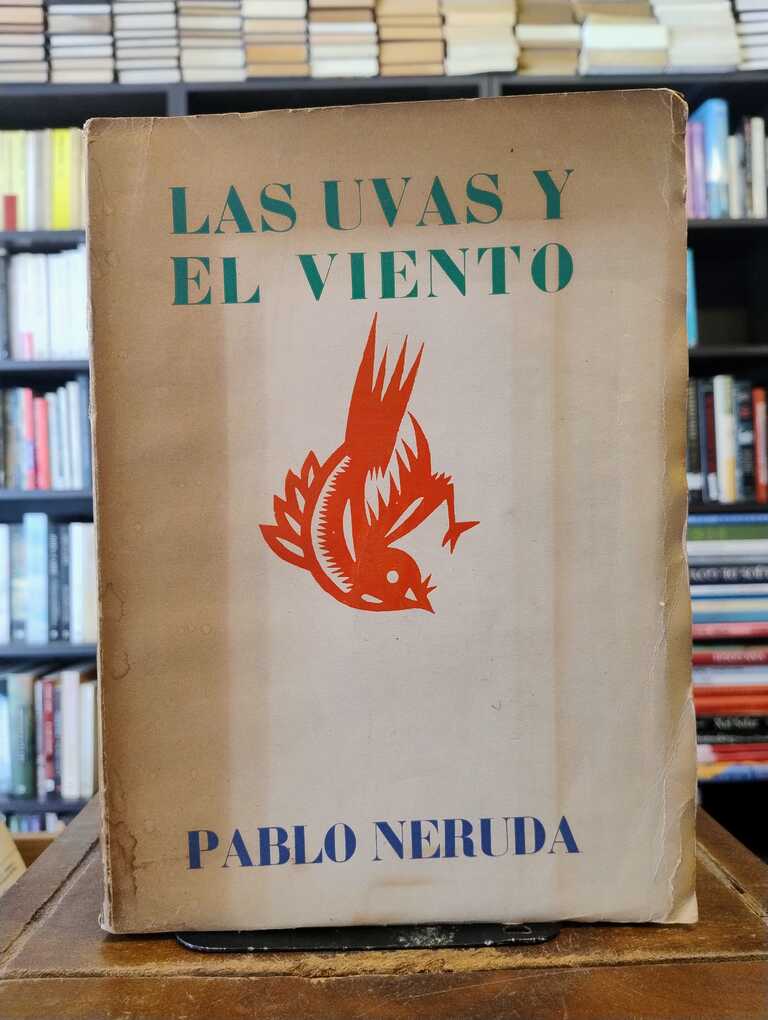 LAS UVAS Y
EL VIENTO
PABLO NERUDA